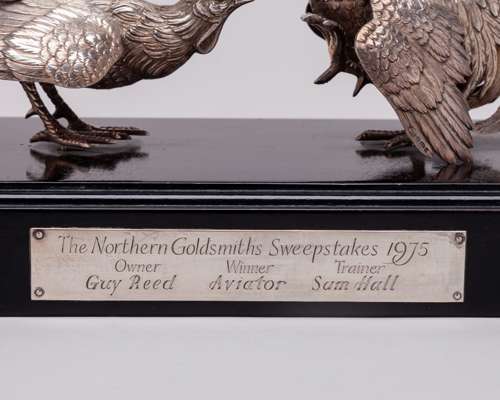 The Northern Goldsmiths Sweepstakes 1975
Owner Winner Trainer
Guy Reed Aviator Sam Hall